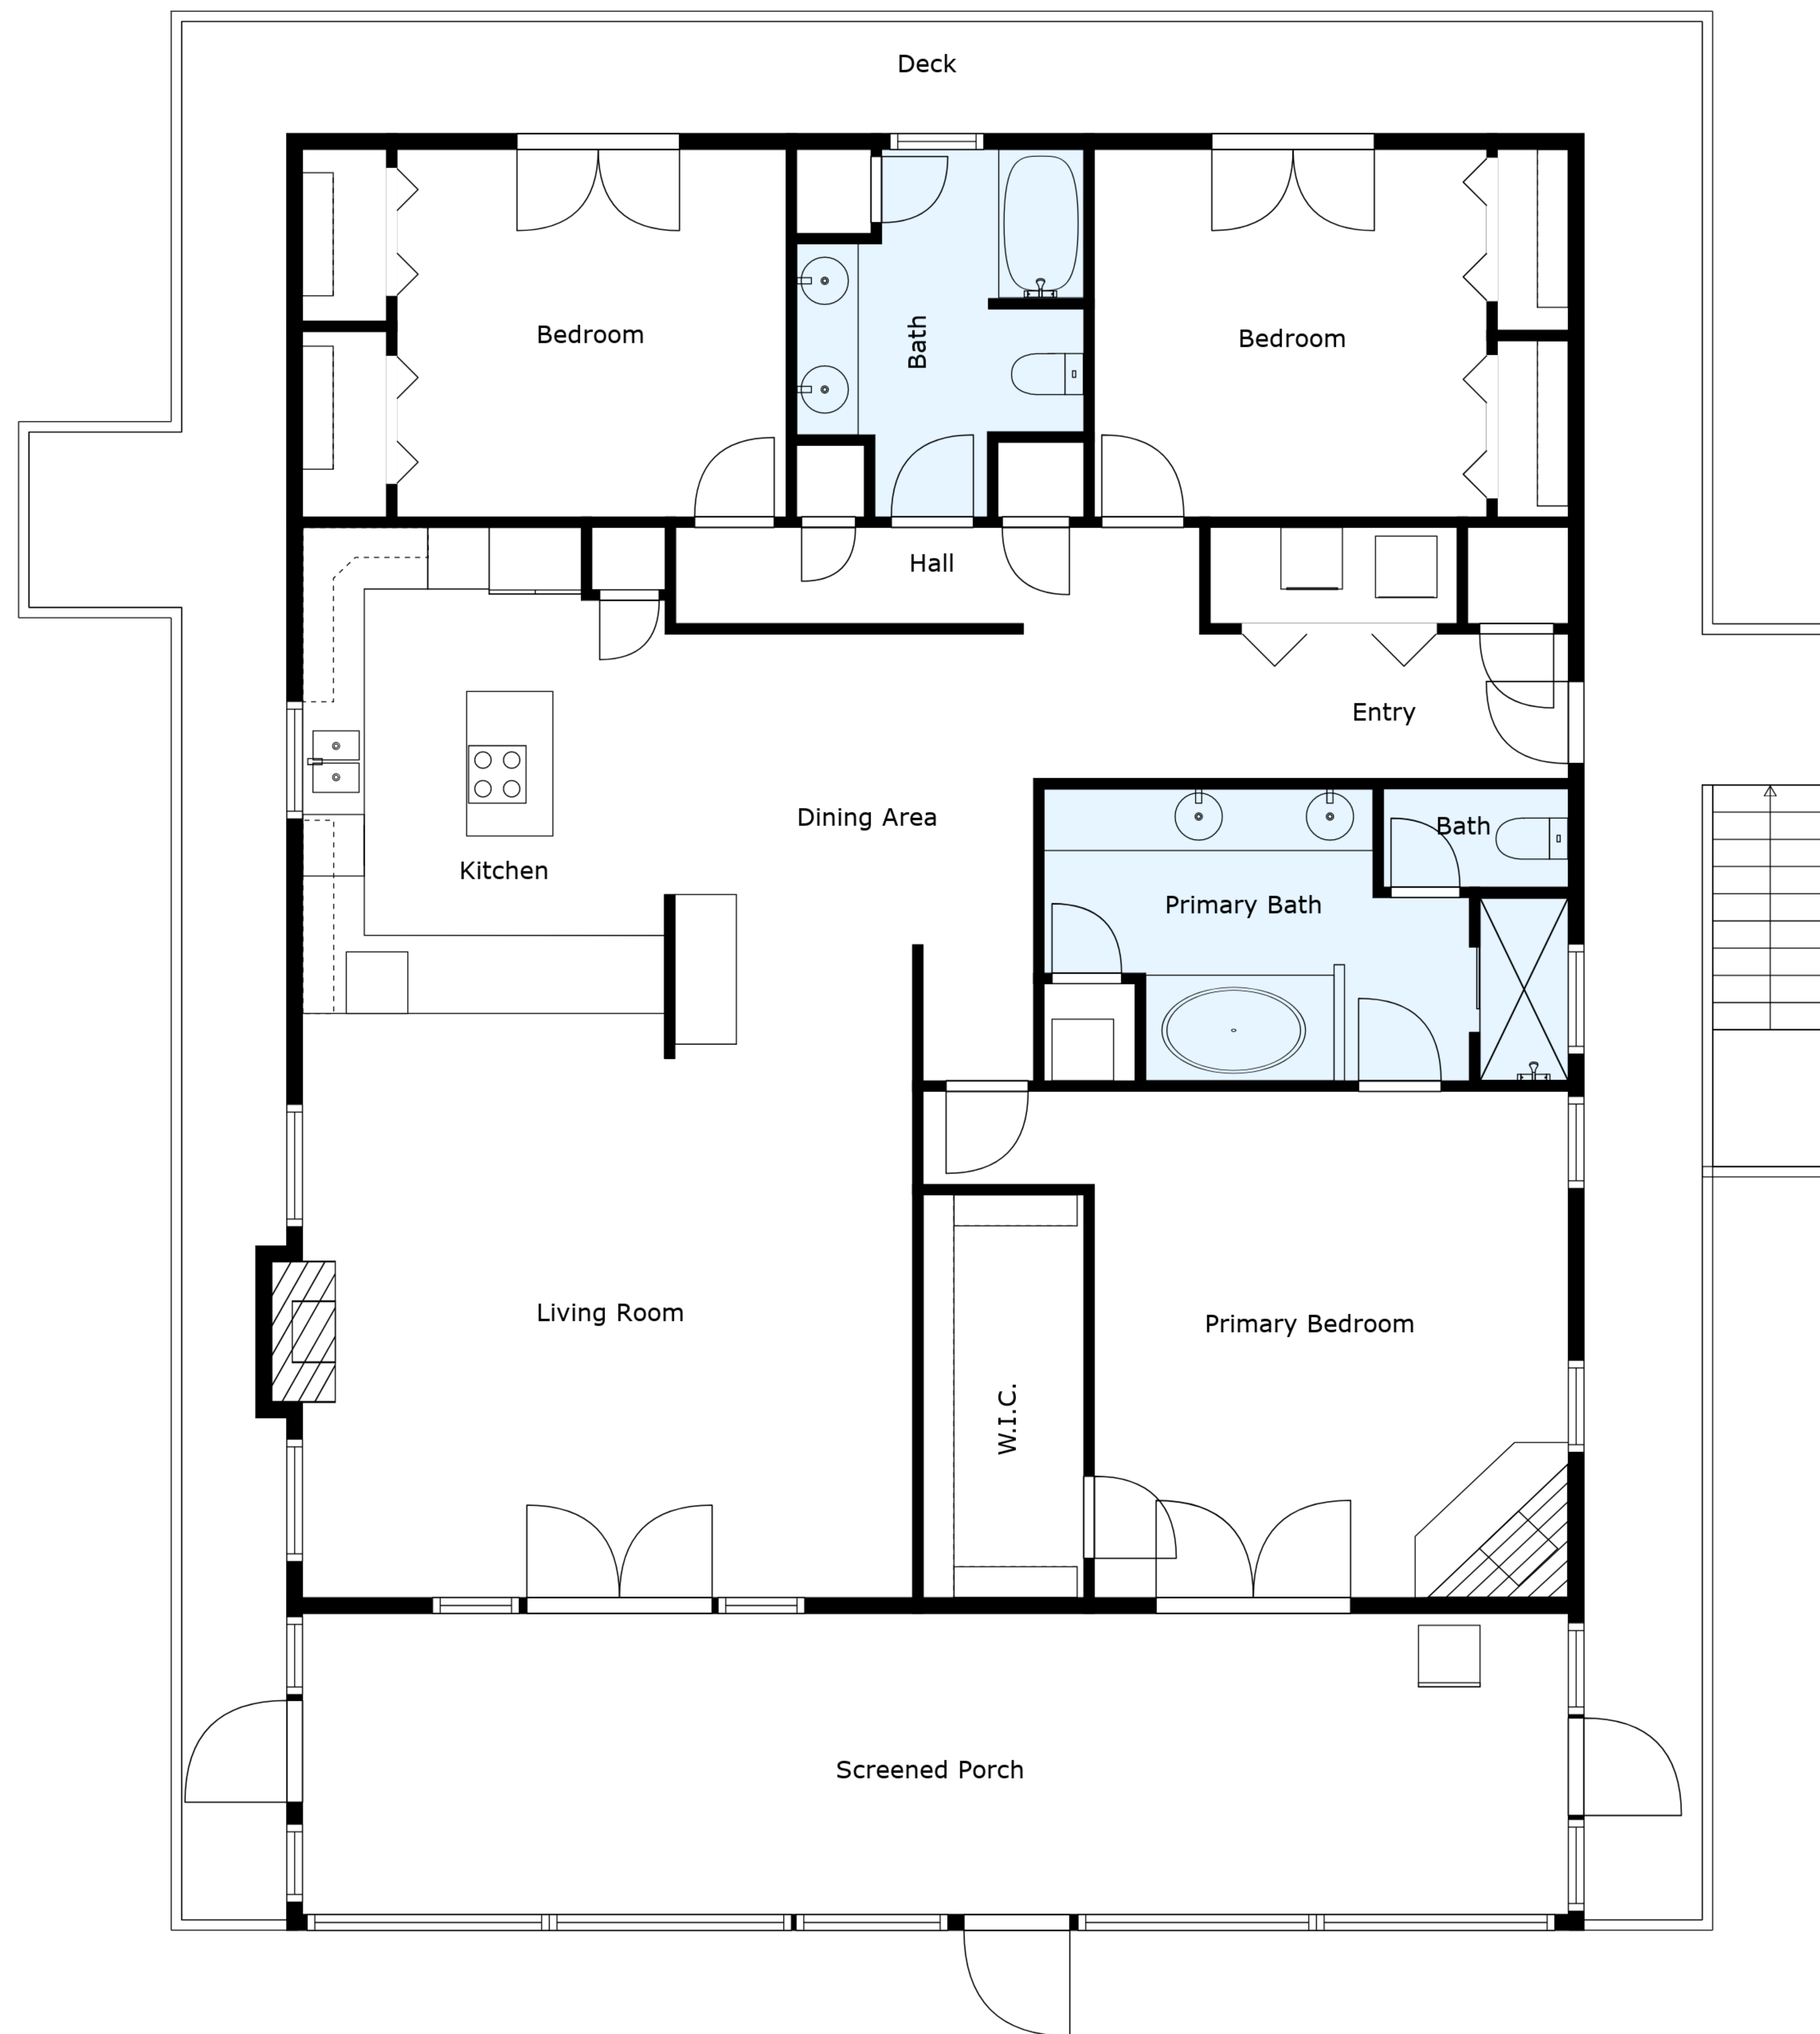 Deck
Bedroom
Bath
Bedroom
Hall
Entry
Dining Area
Bath
Kitchen
Primary Bath
Living Room
Primary Bedroom
W.I.C.
Screened Porch